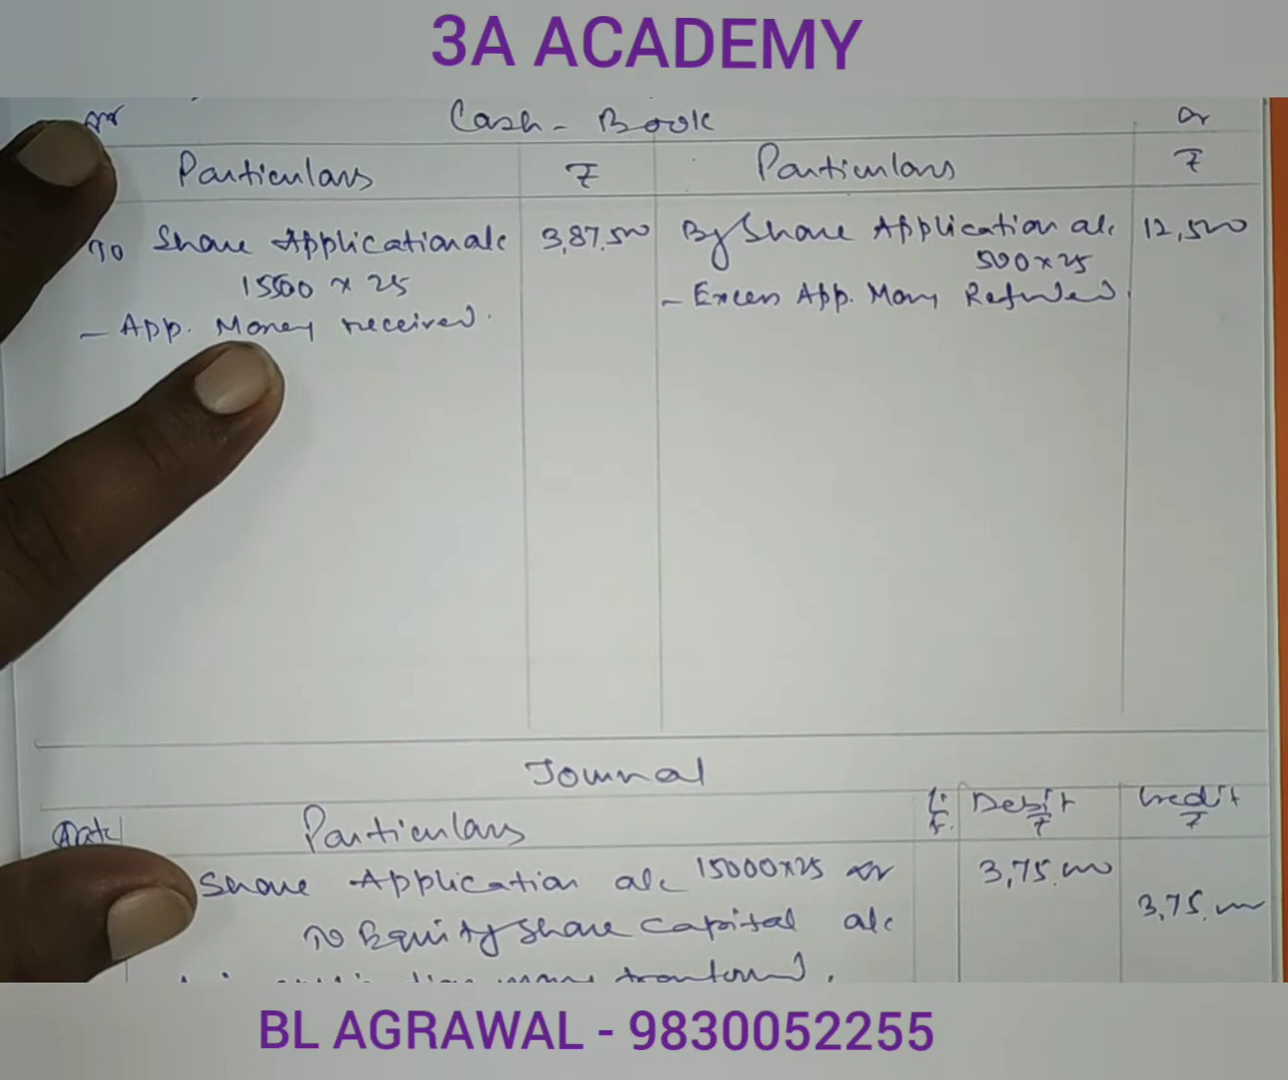 3A ACADEMY
Dr Cash - Book Cr
Particulars ₹ Particulars ₹
To Share Application a/c 3,87,500 By Share Application a/c 12,500
15500 x 25 500 x 25
- App. Money received. - Excess App. Money Refunded.
Journal
Date Particulars L.F. Debit ₹ Credit ₹
Share Application a/c 15000x25 Dr 3,75,000
To Equity Share Capital a/c 3,75,000
BL AGRAWAL - 9830052255